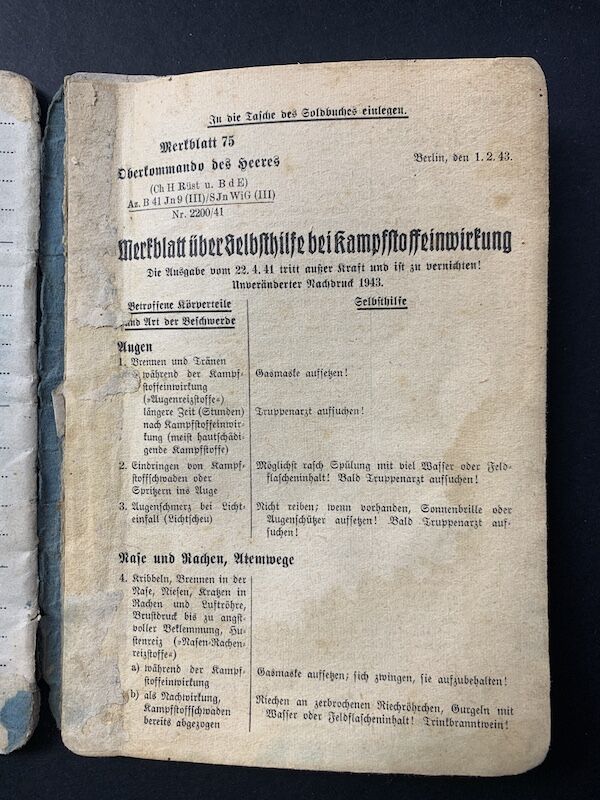 In die Tasche des Soldbuches einlegen.
Merkblatt 75
Oberkommando des Heeres
Berlin, den 1. 2. 43.
(Ch H Rüst u. B d E)
Az. B 41 Jn 9 (III)/SJn WiG (III)
Nr. 2200/41
Merkblatt über Selbsthilfe bei Kampfstoffeinwirkung
Die Ausgabe vom 22. 4. 41 tritt außer Kraft und ist zu vernichten!
Unveränderter Nachdruck 1943.
Betroffene Körperteile
und Art der Beschwerde
Selbsthilfe
Augen
1. Brennen und Tränen
während der Kampf-
stoffeinwirkung
(»Augenreizstoffe«)
Gasmaske aufsetzen!
längere Zeit (Stunden)
nach Kampfstoffeinwir-
kung (meist hautschädi-
gende Kampfstoffe)
Truppenarzt aufsuchen!
2. Eindringen von Kampf-
stoffschwaden oder
Spritzern ins Auge
Möglichst rasch Spülung mit viel Wasser oder Feld-
flascheninhalt! Bald Truppenarzt aufsuchen!
3. Augenschmerz bei Licht-
einfall (Lichtscheu)
Nicht reiben; wenn vorhanden, Sonnenbrille oder
Augenschützer aufsetzen! Bald Truppenarzt auf-
suchen!
Nase und Rachen, Atemwege
4. Kribbeln, Brennen in der
Nase, Niesen, Kratzen in
Rachen und Luftröhre,
Brustdruck bis zu angst-
voller Beklemmung, Hu-
stenreiz (»Nasen-Rachen-
reizstoffe«)
a) während der Kampf-
stoffeinwirkung
Gasmaske aufsetzen; sich zwingen, sie aufzubehalten!
b) als Nachwirkung,
Kampfstoffschwaden
bereits abgezogen
Riechen an zerbrochenen Riechröhrchen, Gurgeln mit
Wasser oder Feldflascheninhalt! Trinkbranntwein!